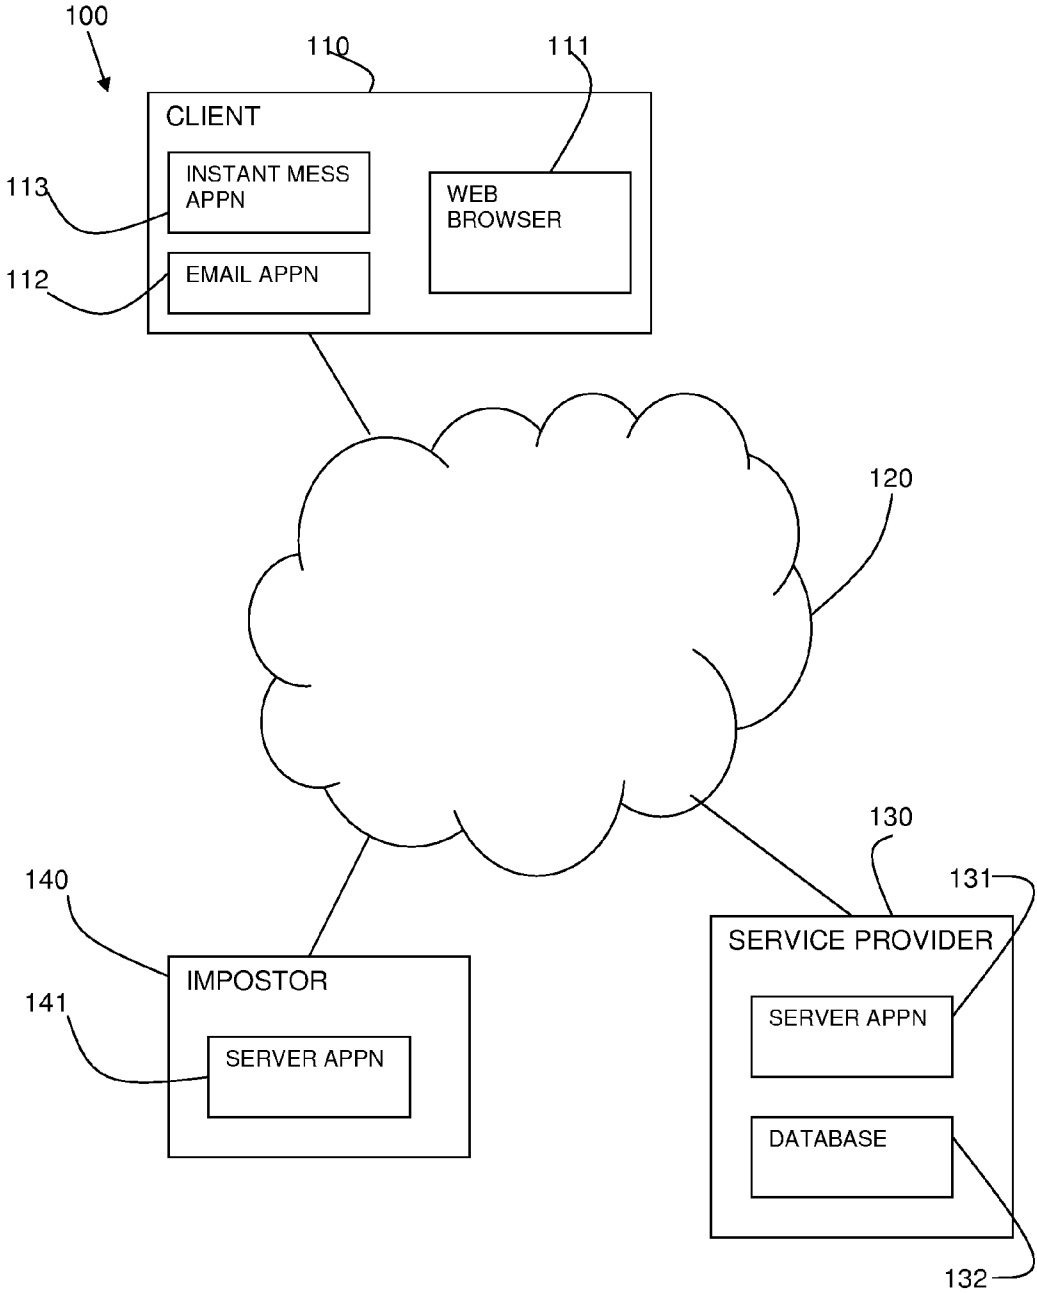 100
110
111
CLIENT
INSTANT MESS
APPN
113
WEB
BROWSER
EMAIL APPN
112
120
130
131
140
SERVICE PROVIDER
IMPOSTOR
141
SERVER APPN
SERVER APPN
DATABASE
132